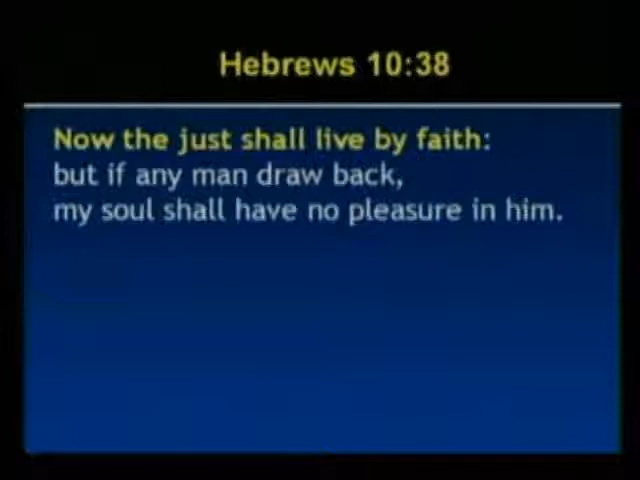 Hebrews 10:38
Now the just shall live by faith:
but if any man draw back,
my soul shall have no pleasure in him.